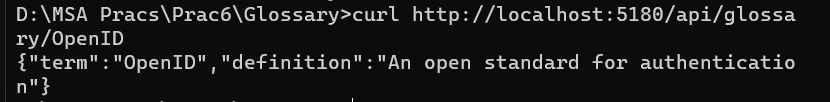 D:\MSA Pracs\Prac6\Glossary>curl http://localhost:5180/api/glossa
ry/OpenID
{"term":"OpenID","definition":"An open standard for authenticatio
n"}